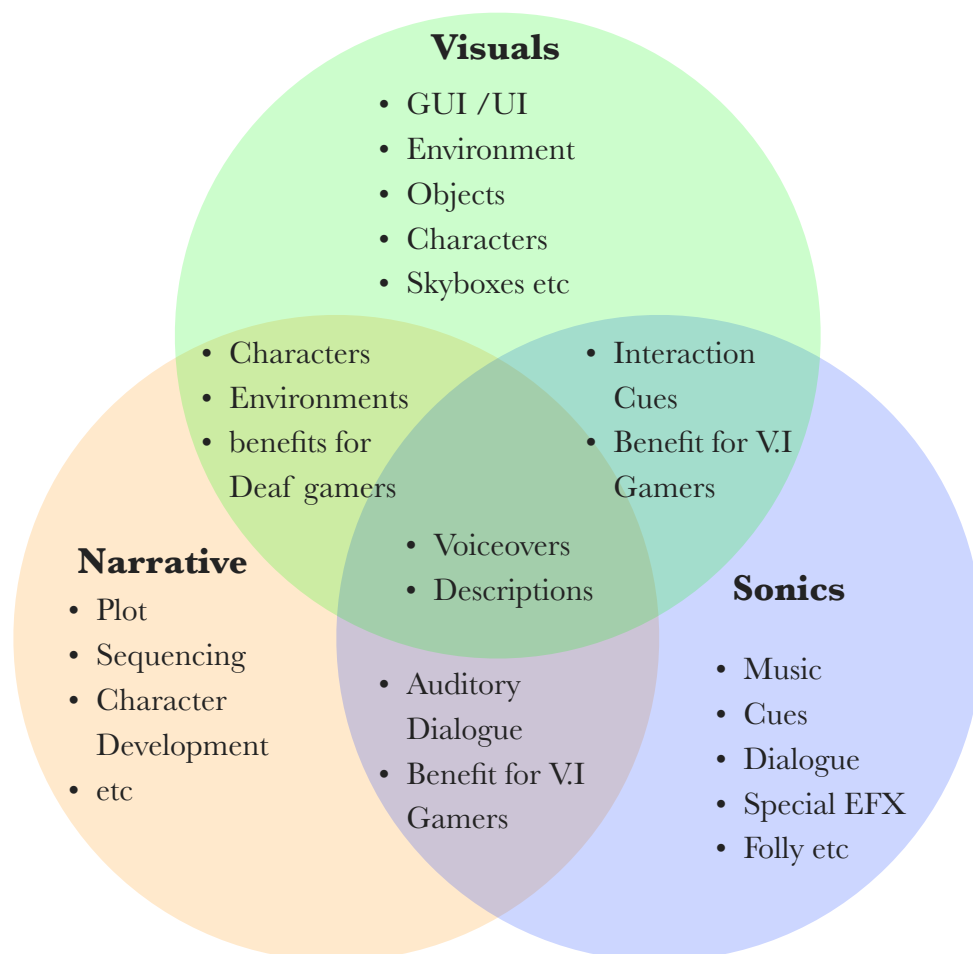 Visuals
• GUI /UI
• Environment
• Objects
• Characters
• Skyboxes etc
• Characters
• Environments
• benefits for
Deaf gamers
• Interaction
Cues
• Benefit for V.I
Gamers
• Voiceovers
• Descriptions
Narrative
• Plot
• Sequencing
• Character
Development
• etc
• Auditory
Dialogue
• Benefit for V.I
Gamers
Sonics
• Music
• Cues
• Dialogue
• Special EFX
• Folly etc